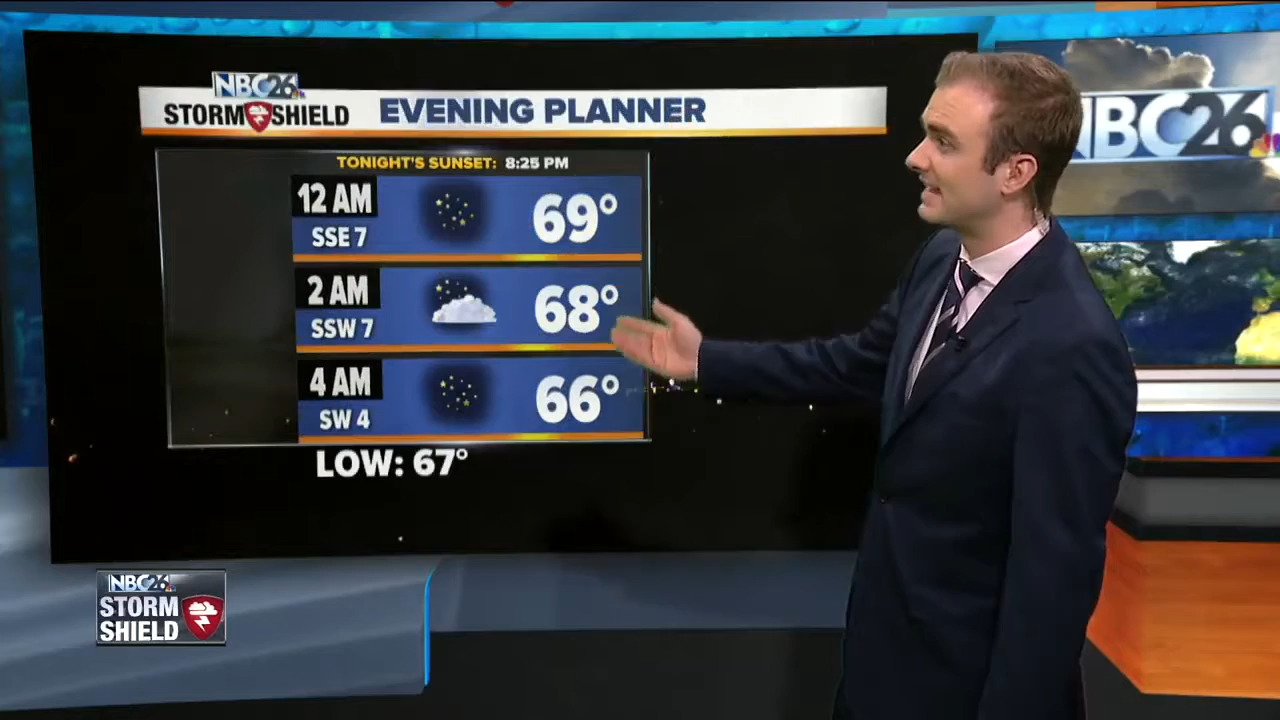 NBC26
STORM SHIELD
EVENING PLANNER
TONIGHT'S SUNSET: 8:25 PM
12 AM
SSE 7
69°
2 AM
SSW 7
68°
4 AM
SW 4
66°
LOW: 67°
NBC26
NBC26
STORM
SHIELD